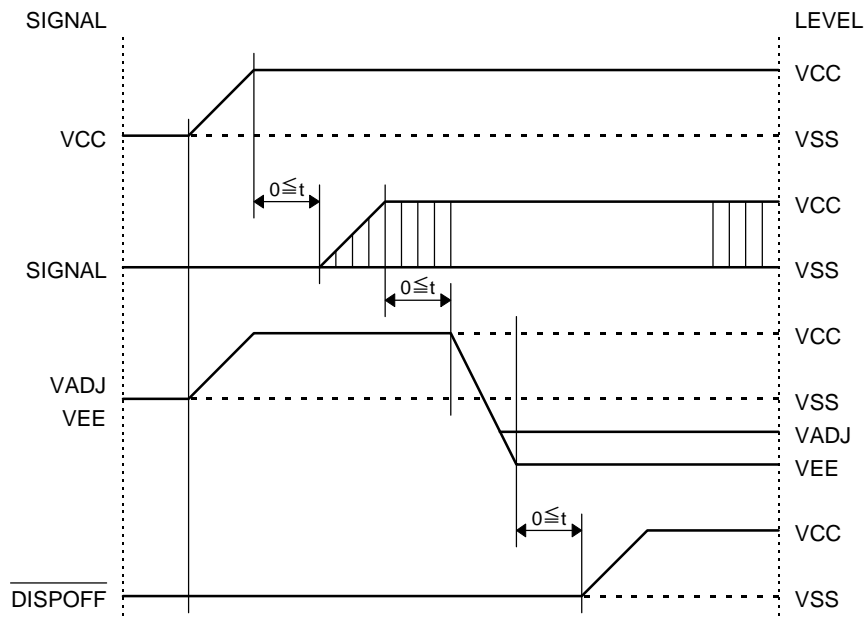 SIGNAL LEVEL
VCC
VCC VSS
0≦t
VCC
SIGNAL VSS
0≦t
VCC
VADJ
VSS
VEE
VADJ
VEE
0≦t
VCC
DISPOFF VSS